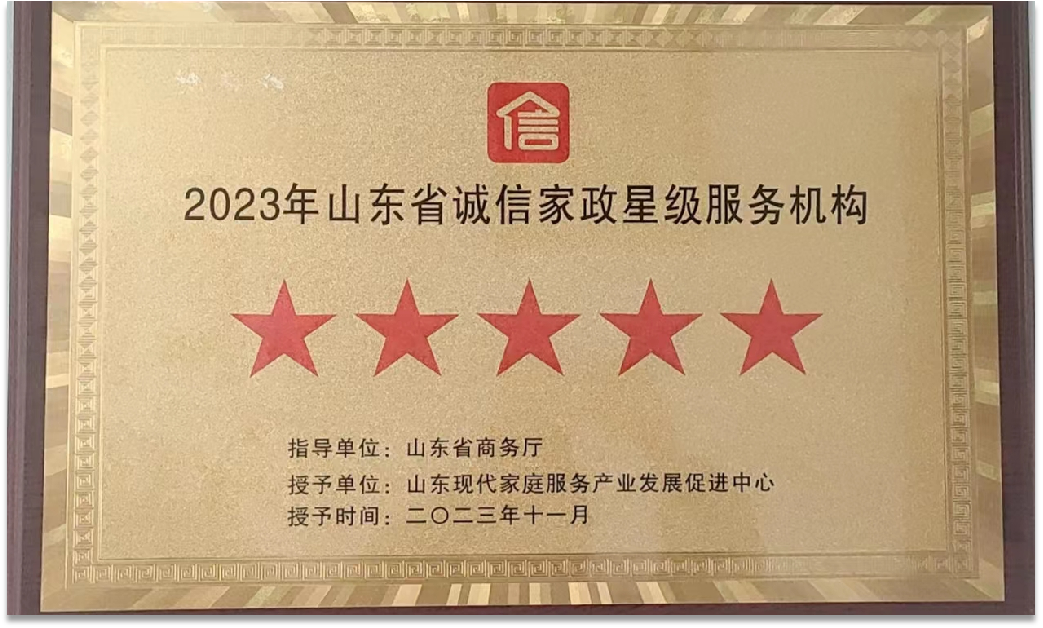 信
2023年山东省诚信家政星级服务机构
指导单位：山东省商务厅
授予单位：山东现代家庭服务产业发展促进中心
授予时间：二〇二三年十一月